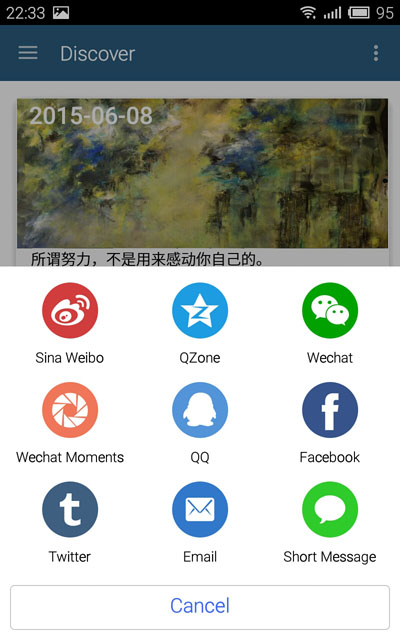 22:33 95
Discover
2015-06-08
所谓努力，不是用来感动你自己的。
Sina Weibo QZone Wechat
Wechat Moments QQ Facebook
Twitter Email Short Message
Cancel